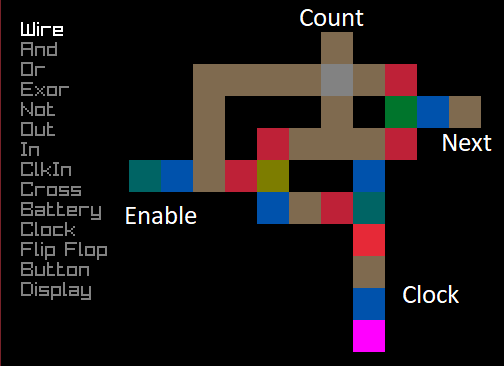 Count
Wire
And
Or
Exor
Not
Out
In
ClkIn
Cross
Battery
Clock
Flip Flop
Button
Display
Next
Enable
Clock